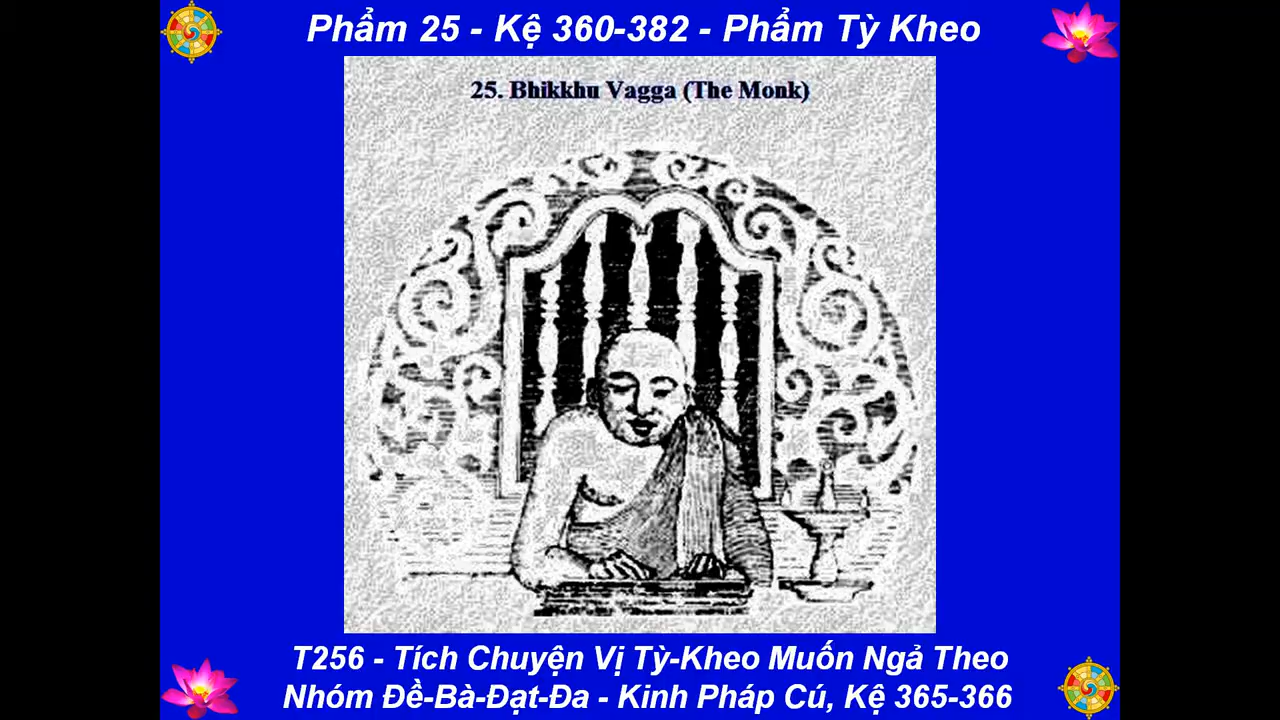 Phẩm 25 - Kệ 360-382 - Phẩm Tỳ Kheo
25. Bhikkhu Vagga (The Monk)
T256 - Tích Chuyện Vị Tỳ-Kheo Muốn Ngả Theo
Nhóm Đề-Bà-Đạt-Đa - Kinh Pháp Cú, Kệ 365-366